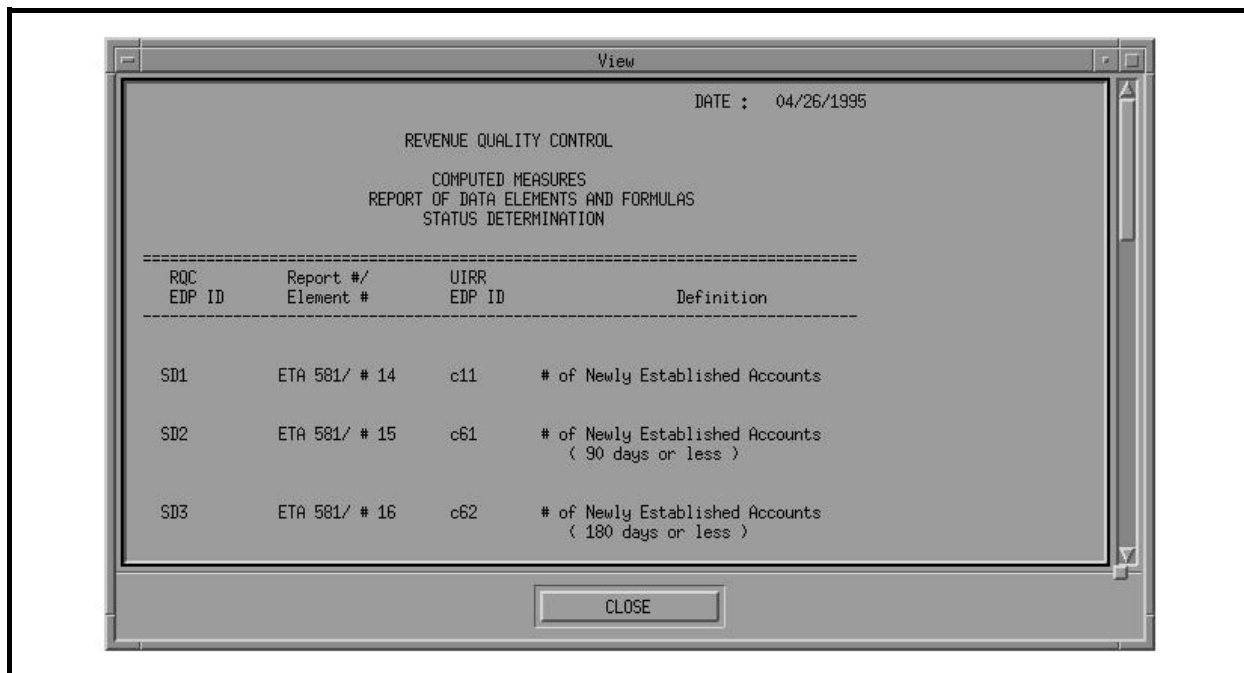 View
DATE : 04/26/1995
REVENUE QUALITY CONTROL
COMPUTED MEASURES
REPORT OF DATA ELEMENTS AND FORMULAS
STATUS DETERMINATION
================================================================================
RQC Report #/ UIRR
EDP ID Element # EDP ID Definition
--------------------------------------------------------------------------------
SD1 ETA 581/ # 14 c11 # of Newly Established Accounts
SD2 ETA 581/ # 15 c61 # of Newly Established Accounts
( 90 days or less )
SD3 ETA 581/ # 16 c62 # of Newly Established Accounts
( 180 days or less )
CLOSE